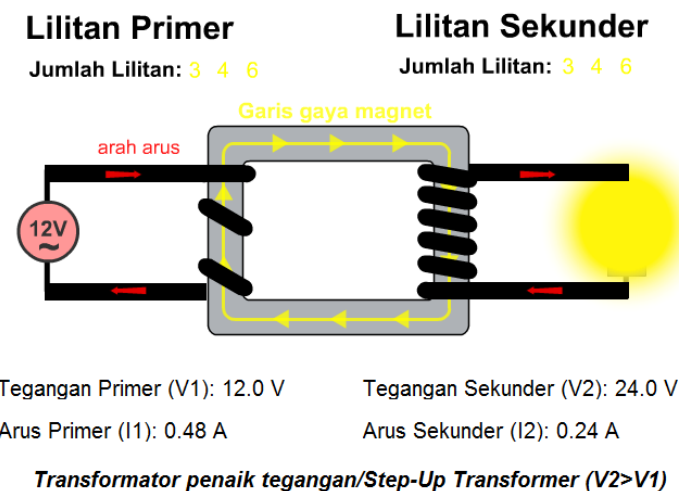 Lilitan Primer
Lilitan Sekunder
Jumlah Lilitan: 3 4 6
Jumlah Lilitan: 3 4 6
Garis gaya magnet
arah arus
12V
~
Tegangan Primer (V1): 12.0 V
Tegangan Sekunder (V2): 24.0 V
Arus Primer (I1): 0.48 A
Arus Sekunder (I2): 0.24 A
Transformator penaik tegangan/Step-Up Transformer (V2>V1)